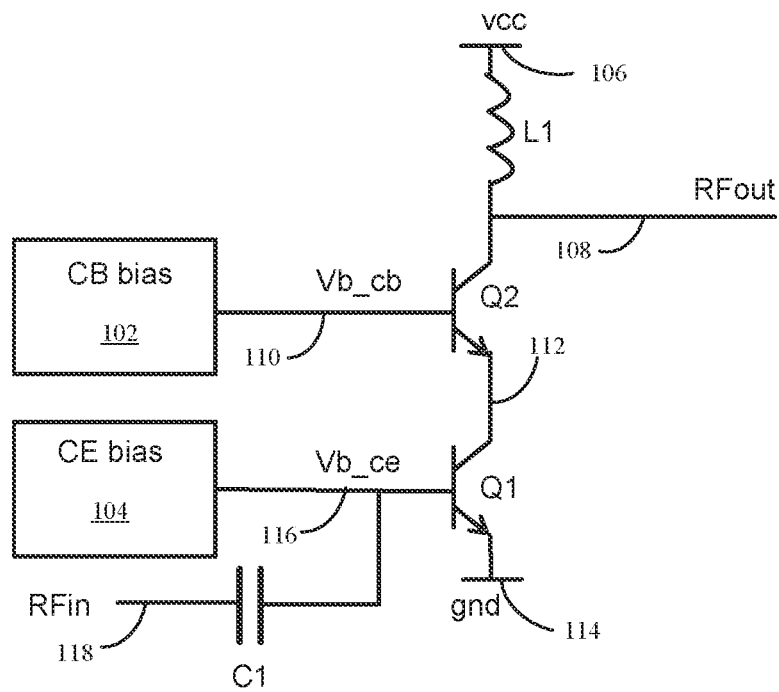 vcc
106
L1
RFout
108
CB bias
102
Vb_cb
110
Q2
112
CE bias
104
Vb_ce
116
Q1
RFin
118
C1
gnd
114